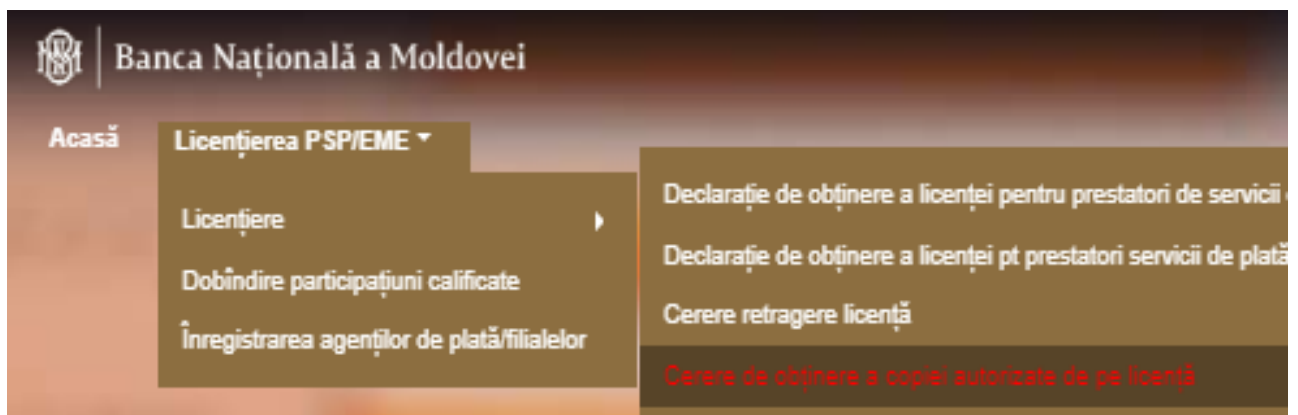 Banca Națională a Moldovei
Acasă
Licențierea PSP/EME
Licențiere
Dobîndire participațiuni calificate
Înregistrarea agenților de plată/filialelor
Declarație de obținere a licenței pentru prestatori de servicii
Declarație de obținere a licenței pt prestatori servicii de plată
Cerere retragere licență
Cerere de obținere a copiei autorizate de pe licență